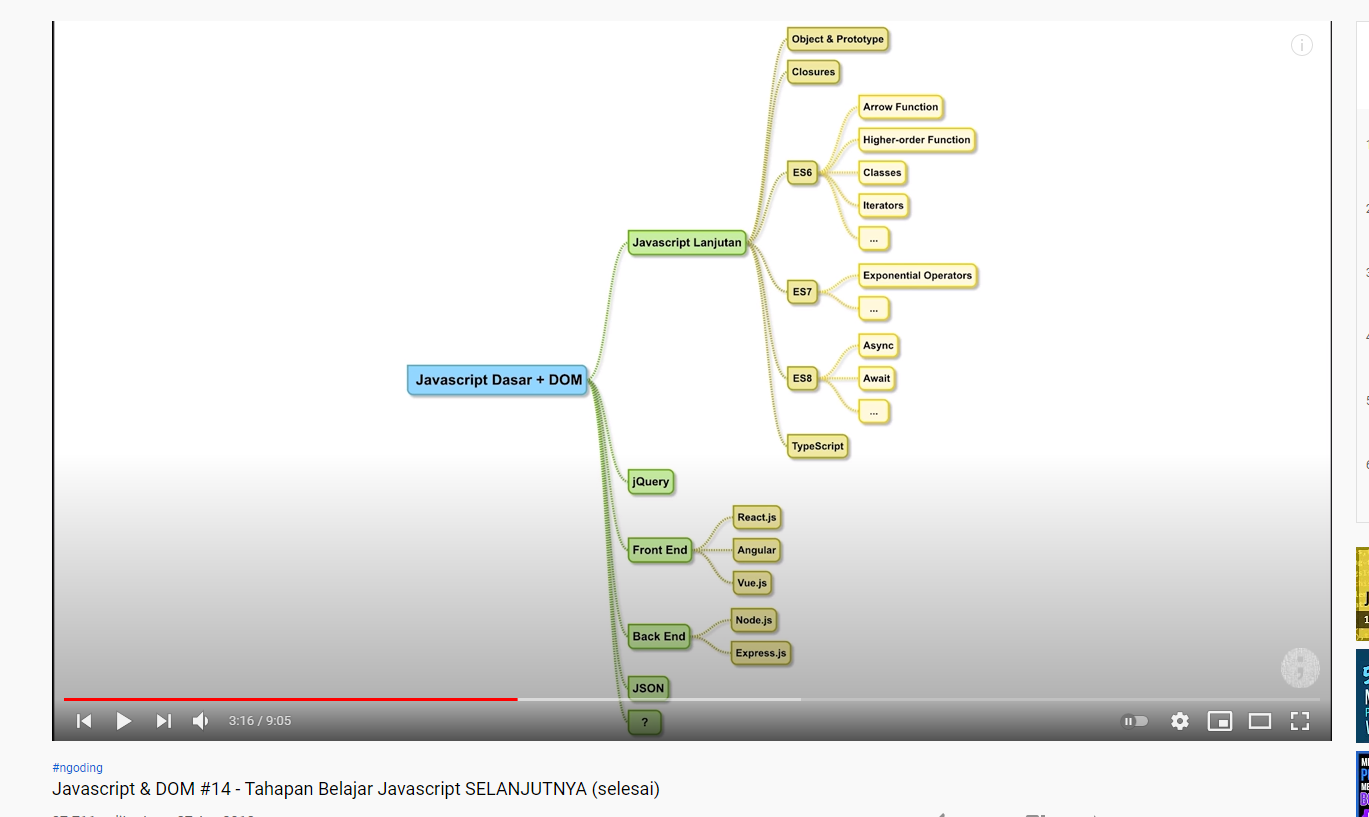 Object & Prototype
Closures
Arrow Function
Higher-order Function
ES6
Classes
Iterators
...
Javascript Lanjutan
Exponential Operators
ES7
...
Async
ES8
Await
...
Javascript Dasar + DOM
TypeScript
jQuery
React.js
Front End
Angular
Vue.js
Node.js
Back End
Express.js
JSON
?
3:16 / 9:05
#ngoding
Javascript & DOM #14 - Tahapan Belajar Javascript SELANJUTNYA (selesai)